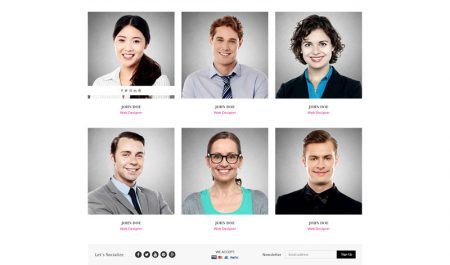 JOHN DOE
Web Designer
JOHN DOE
Web Designer
JOHN DOE
Web Designer
JOHN DOE
Web Designer
JOHN DOE
Web Designer
JOHN DOE
Web Designer
Let's Socialize
WE ACCEPT
Newsletter
Email address
Sign Up